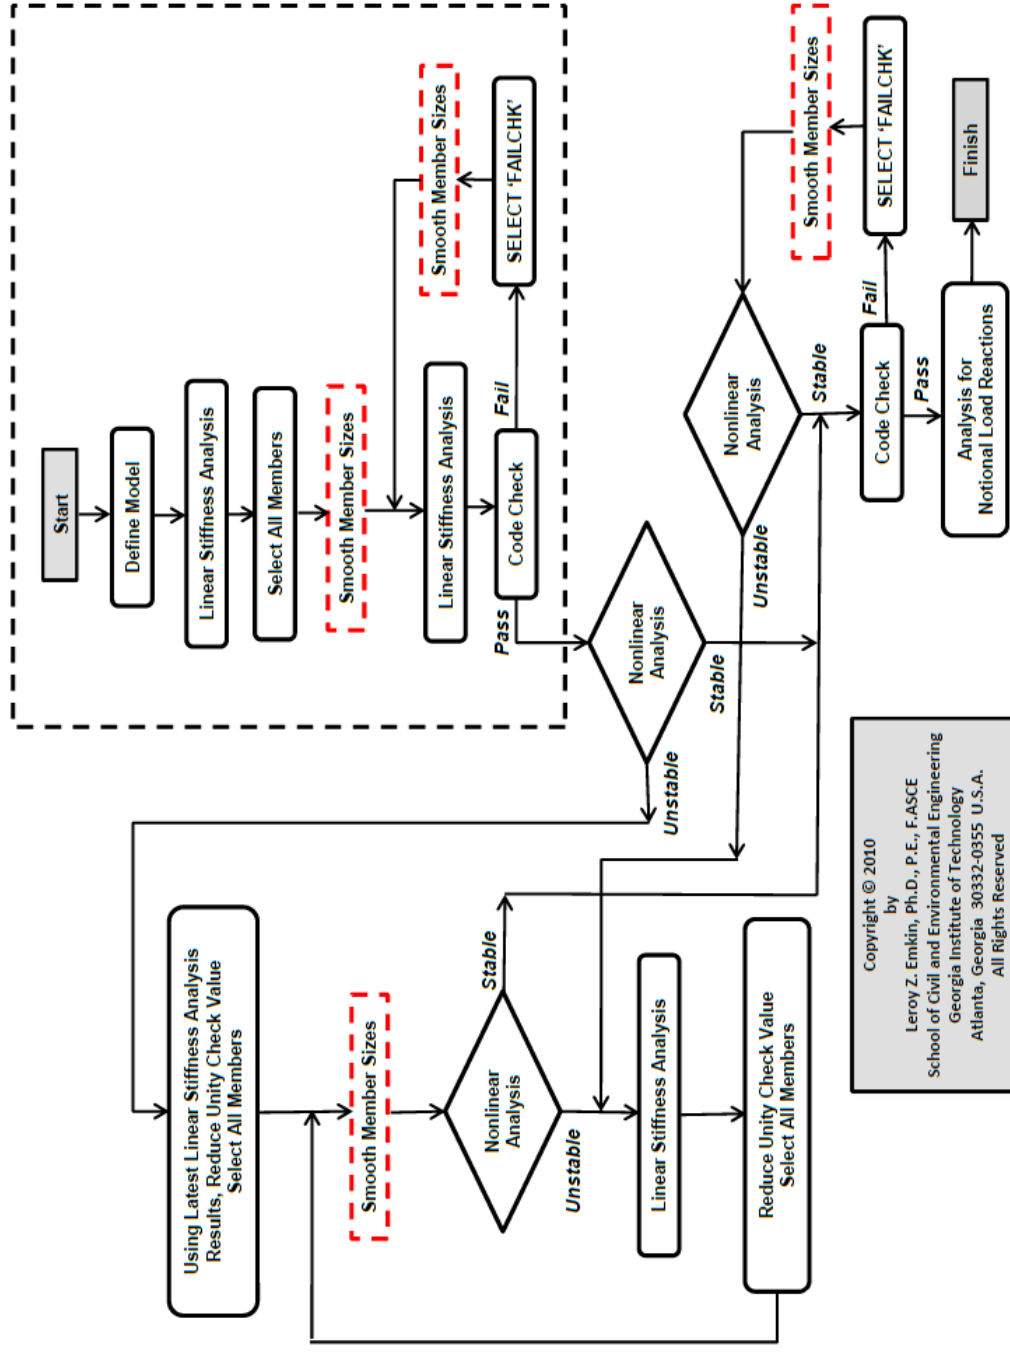 Start
Define Model
Linear Stiffness Analysis
Select All Members
Smooth Member Sizes
Linear Stiffness Analysis
Code Check
Fail
SELECT 'FAILCHK'
Smooth Member Sizes
Pass
Nonlinear
Analysis
Unstable
Stable
Using Latest Linear Stiffness Analysis
Results, Reduce Unity Check Value
Select All Members
Smooth Member Sizes
Nonlinear
Analysis
Stable
Unstable
Linear Stiffness Analysis
Reduce Unity Check Value
Select All Members
Nonlinear
Analysis
Unstable
Stable
Code Check
Fail
SELECT 'FAILCHK'
Smooth Member Sizes
Pass
Analysis for
Notional Load Reactions
Finish
Copyright © 2010
by
Leroy Z. Emkin, Ph.D., P.E., F.ASCE
School of Civil and Environmental Engineering
Georgia Institute of Technology
Atlanta, Georgia 30332-0355 U.S.A.
All Rights Reserved